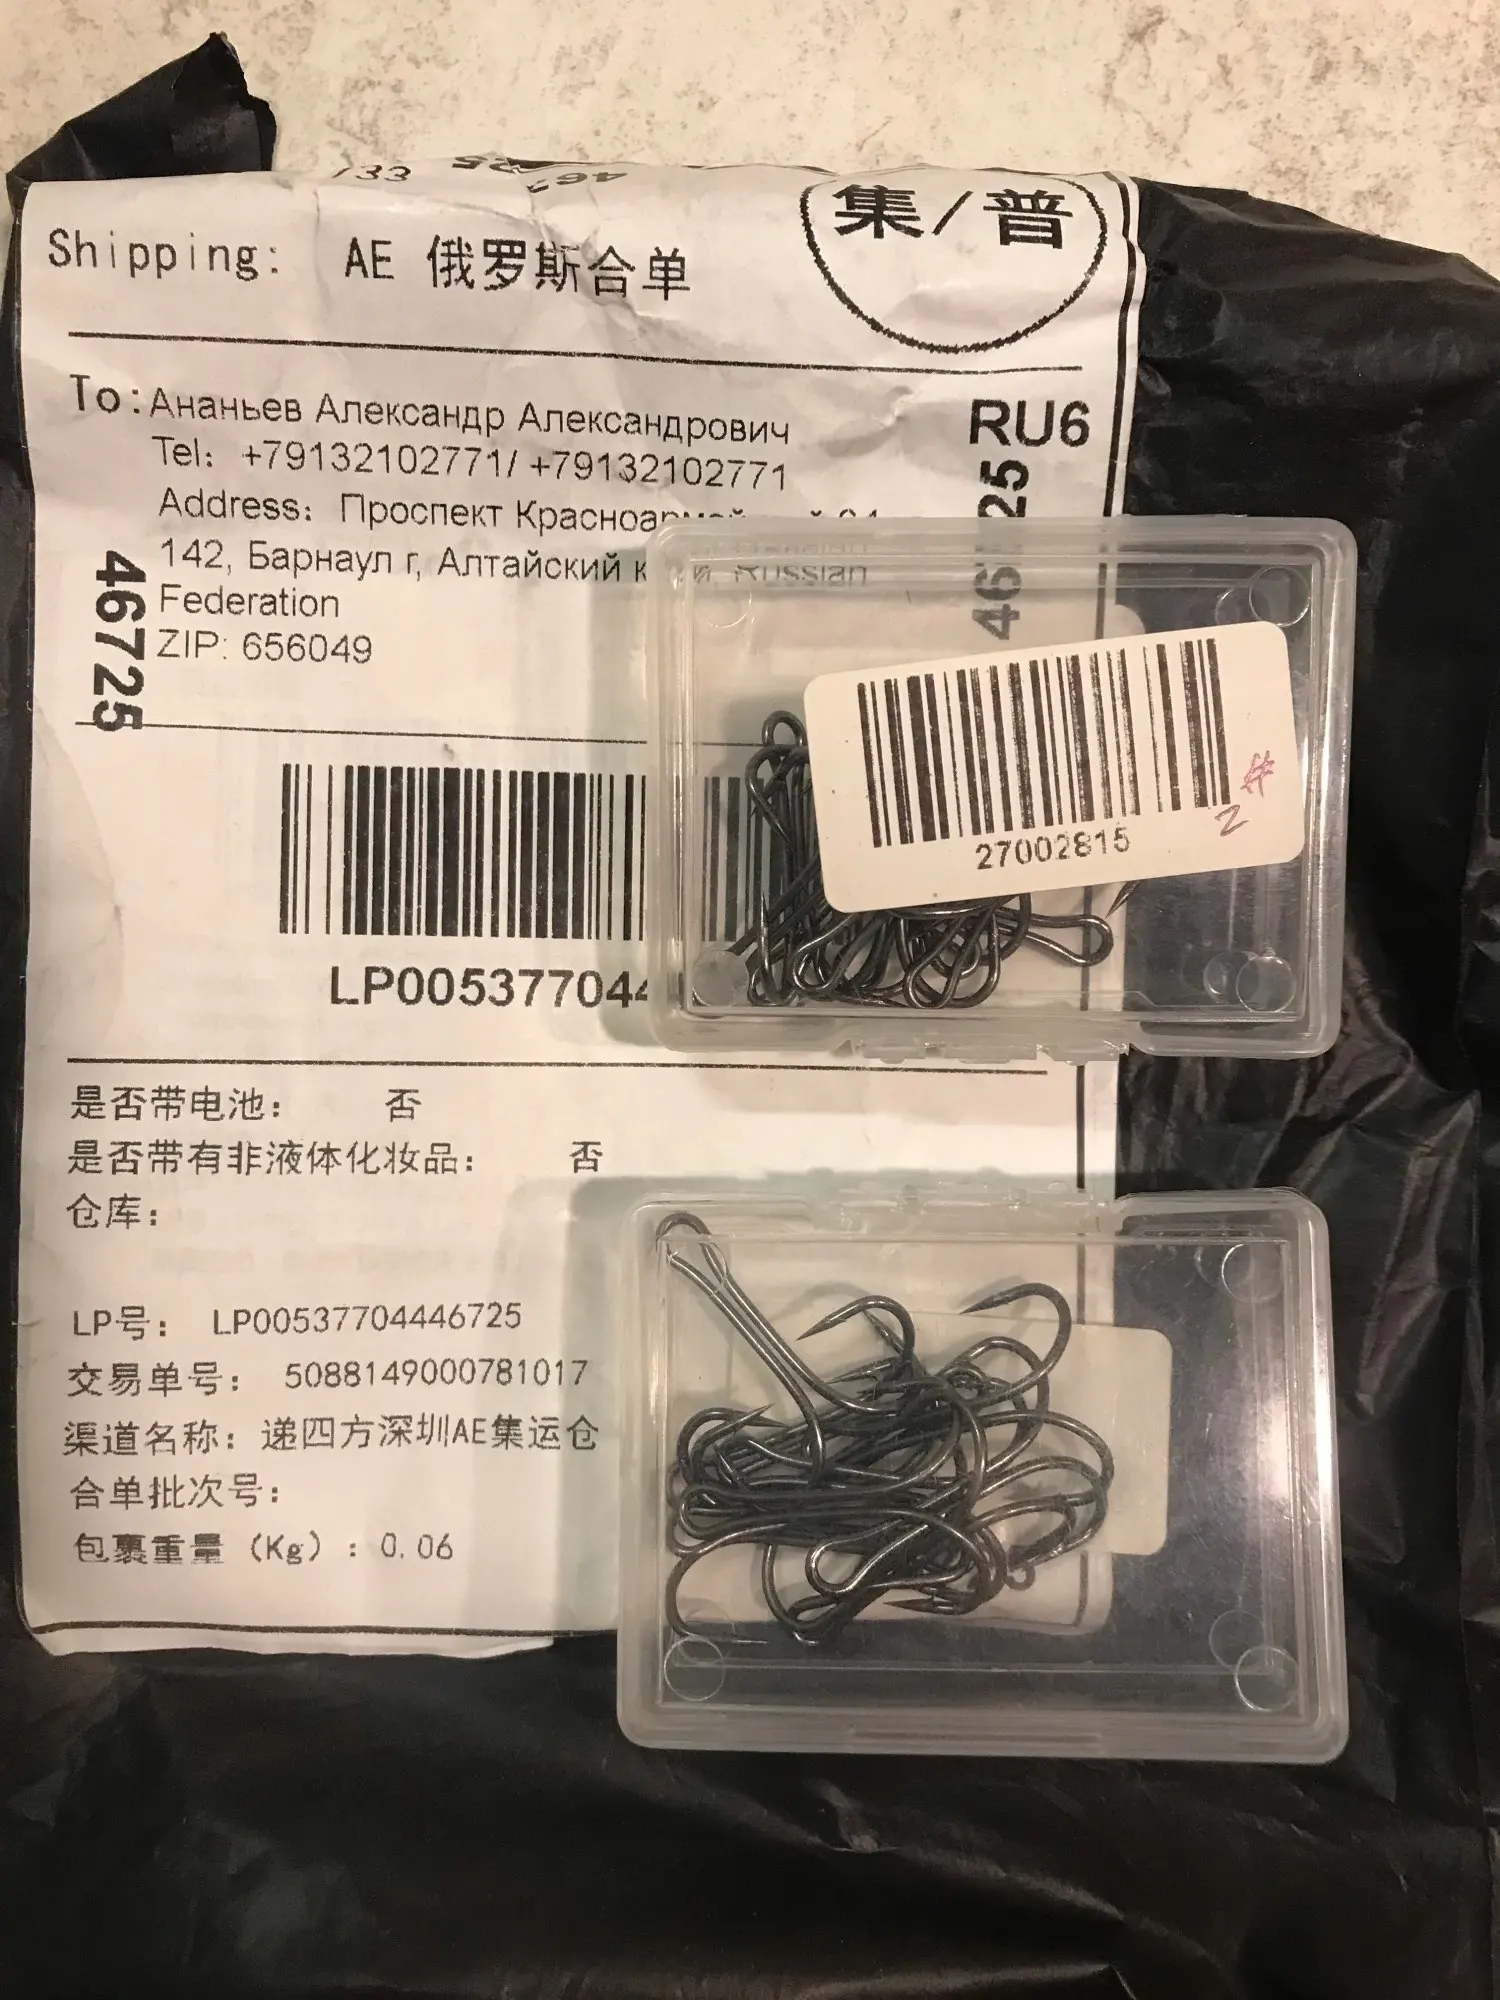 集/普
Shipping: AE 俄罗斯合单
To: Ананьев Александр Александрович
RU6
Tel: +79132102771/ +79132102771
Address: Проспект
142, Барнаул г, Алтайский Russian
Federation
ZIP: 656049
46725
27002815
2#
LP005377044
是否带电池： 否
是否带有非液体化妆品： 否
仓库：
LP号： LP00537704446725
交易单号： 5088149000781017
渠道名称：递四方深圳AE集运仓
合单批次号：
包裹重量（Kg）：0.06